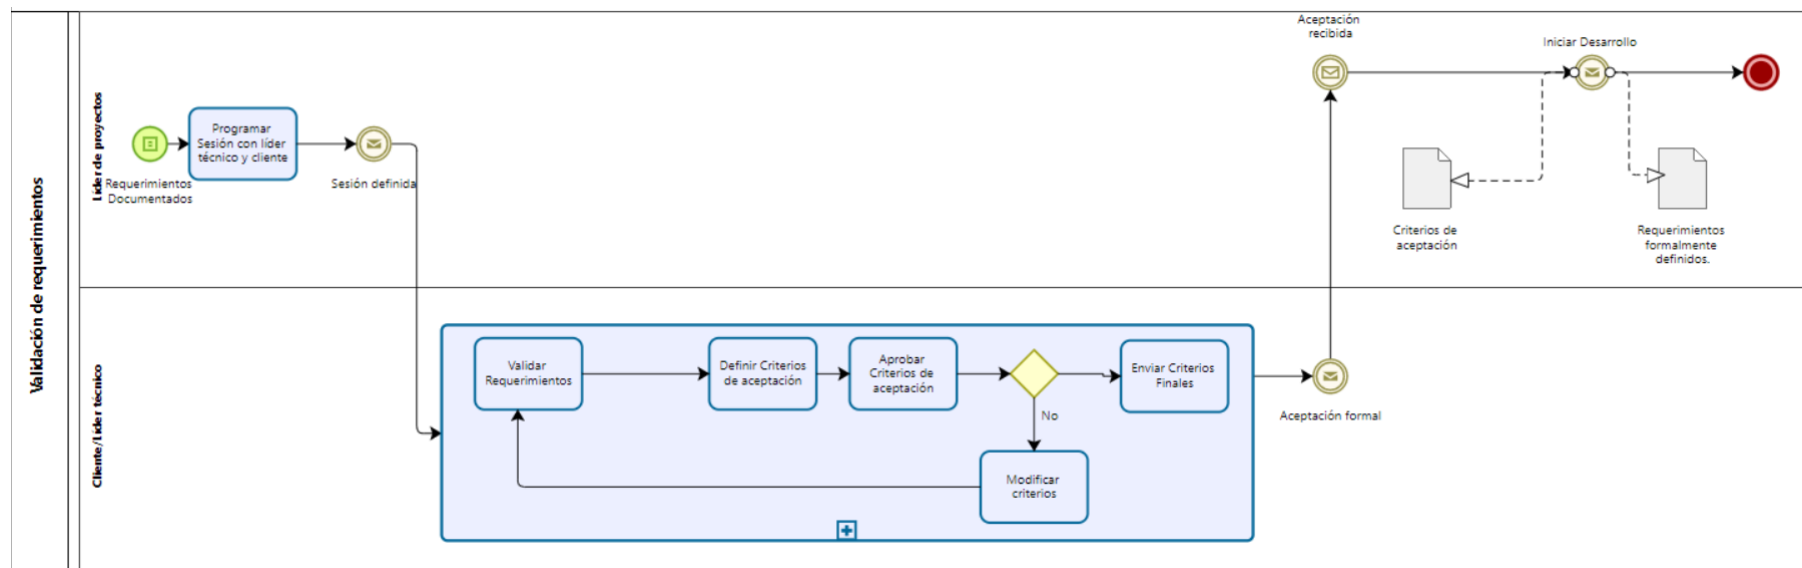 Validación de requerimientos
Líder de proyectos
Requerimientos
Documentados
Programar
Sesión con líder
técnico y cliente
Sesión definida
Aceptación
recibida
Iniciar Desarrollo
Criterios de
aceptación
Requerimientos
formalmente
definidos.
Cliente/Líder técnico
Validar
Requerimientos
Definir Criterios
de aceptación
Aprobar
Criterios de
aceptación
No
Enviar Criterios
Finales
Modificar
criterios
Aceptación formal